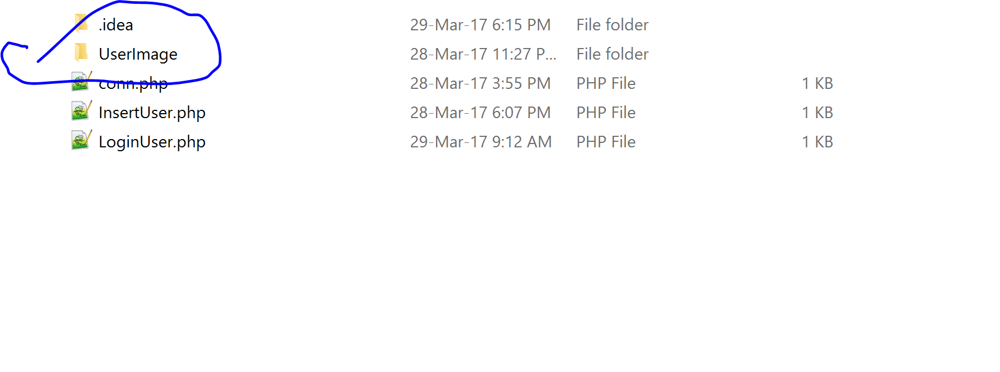 .idea 29-Mar-17 6:15 PM File folder
UserImage 28-Mar-17 11:27 P... File folder
conn.php 28-Mar-17 3:55 PM PHP File 1 KB
InsertUser.php 28-Mar-17 6:07 PM PHP File 1 KB
LoginUser.php 29-Mar-17 9:12 AM PHP File 1 KB